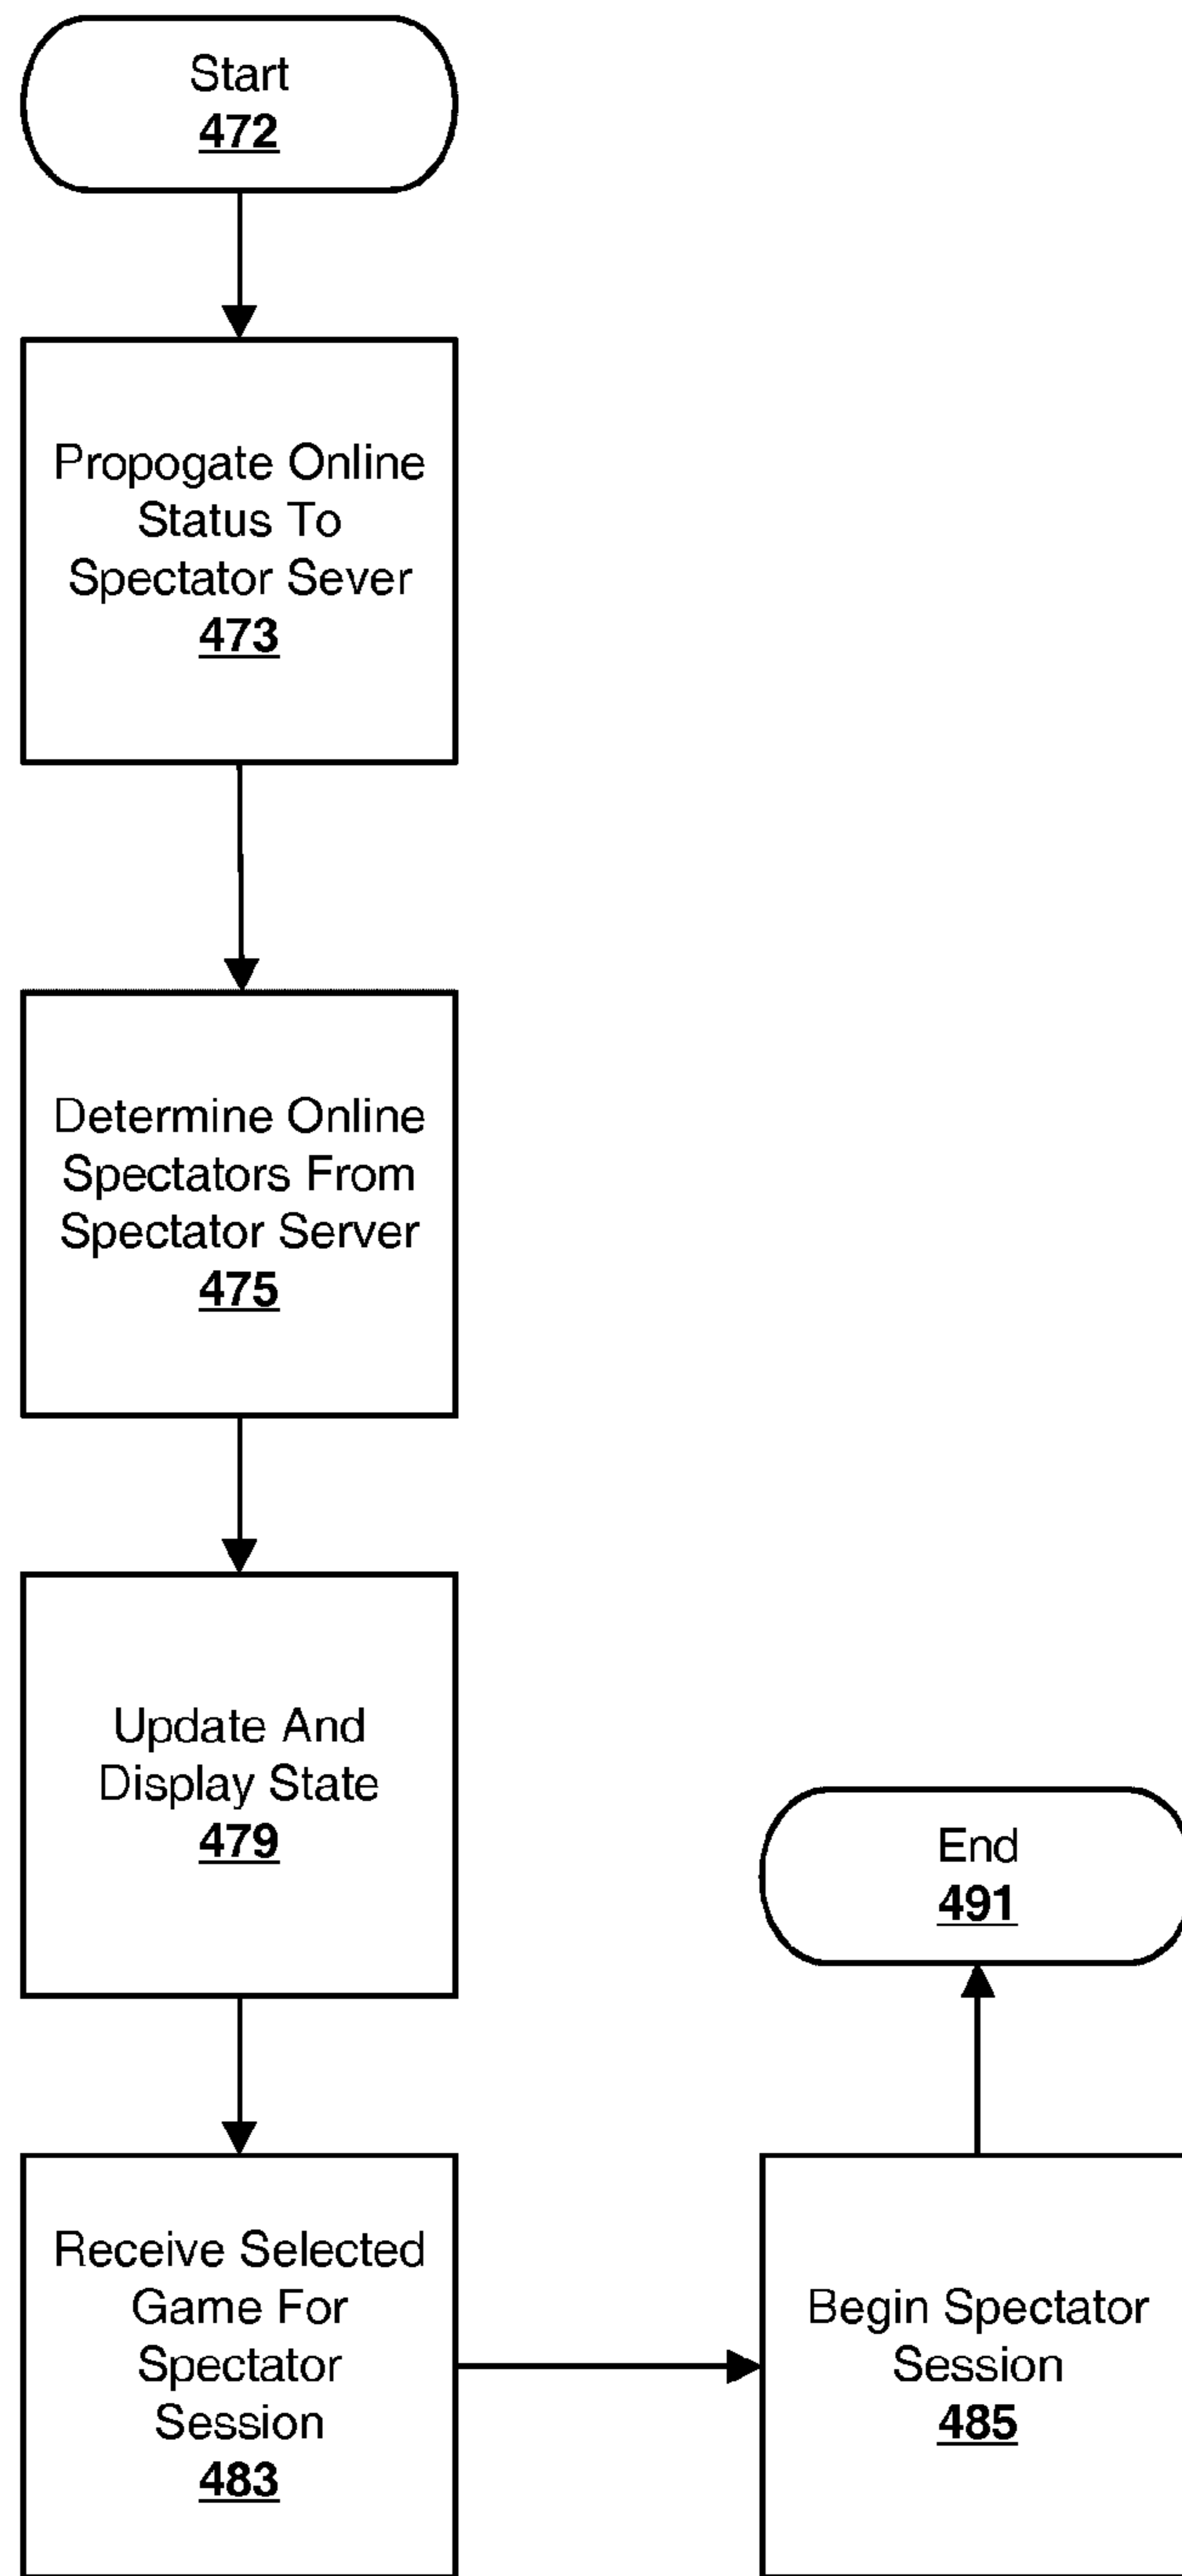 Start
472
Propogate Online
Status To
Spectator Sever
473
Determine Online
Spectators From
Spectator Server
475
Update And
Display State
479
Receive Selected
Game For
Spectator
Session
483
Begin Spectator
Session
485
End
491